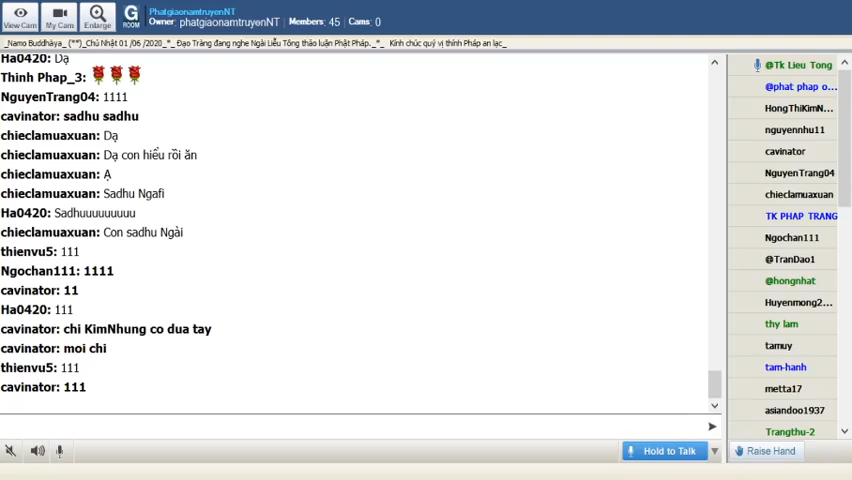 View Cam
My Cam
Enlarge
G
ROOM
PhatgiaonamtruyenNT
Owner: phatgiaonamtruyenNT | Members: 45 | Cams: 0
_Namo Buddhàya_ (**)_Chủ Nhật 01 /06 /2020_*_ Đạo Tràng đang nghe Ngài Liễu Tông thảo luận Phật Pháp._*_ Kính chúc quý vị thính Pháp an lạc_
Ha0420: Dạ
Thinh Phap_3:
NguyenTrang04: 1111
cavinator: sadhu sadhu
chieclamuaxuan: Dạ
chieclamuaxuan: Dạ con hiểu rồi ăn
chieclamuaxuan: Ạ
chieclamuaxuan: Sadhu Ngafi
Ha0420: Sadhuuuuuuuuu
chieclamuaxuan: Con sadhu Ngài
thienvu5: 111
Ngochan111: 1111
cavinator: 11
Ha0420: 111
cavinator: chi KimNhung co dua tay
cavinator: moi chi
thienvu5: 111
cavinator: 111
@Tk Lieu Tong
@phat phap o...
HongThiKimN...
nguyennhu11
cavinator
NguyenTrang04
chieclamuaxuan
TK PHAP TRANG
Ngochan111
@TranDao1
@hongnhat
Huyenmong2...
thy lam
tamuy
tam-hanh
metta17
asiandoo1937
Trangthu-2
Hold to Talk
Raise Hand